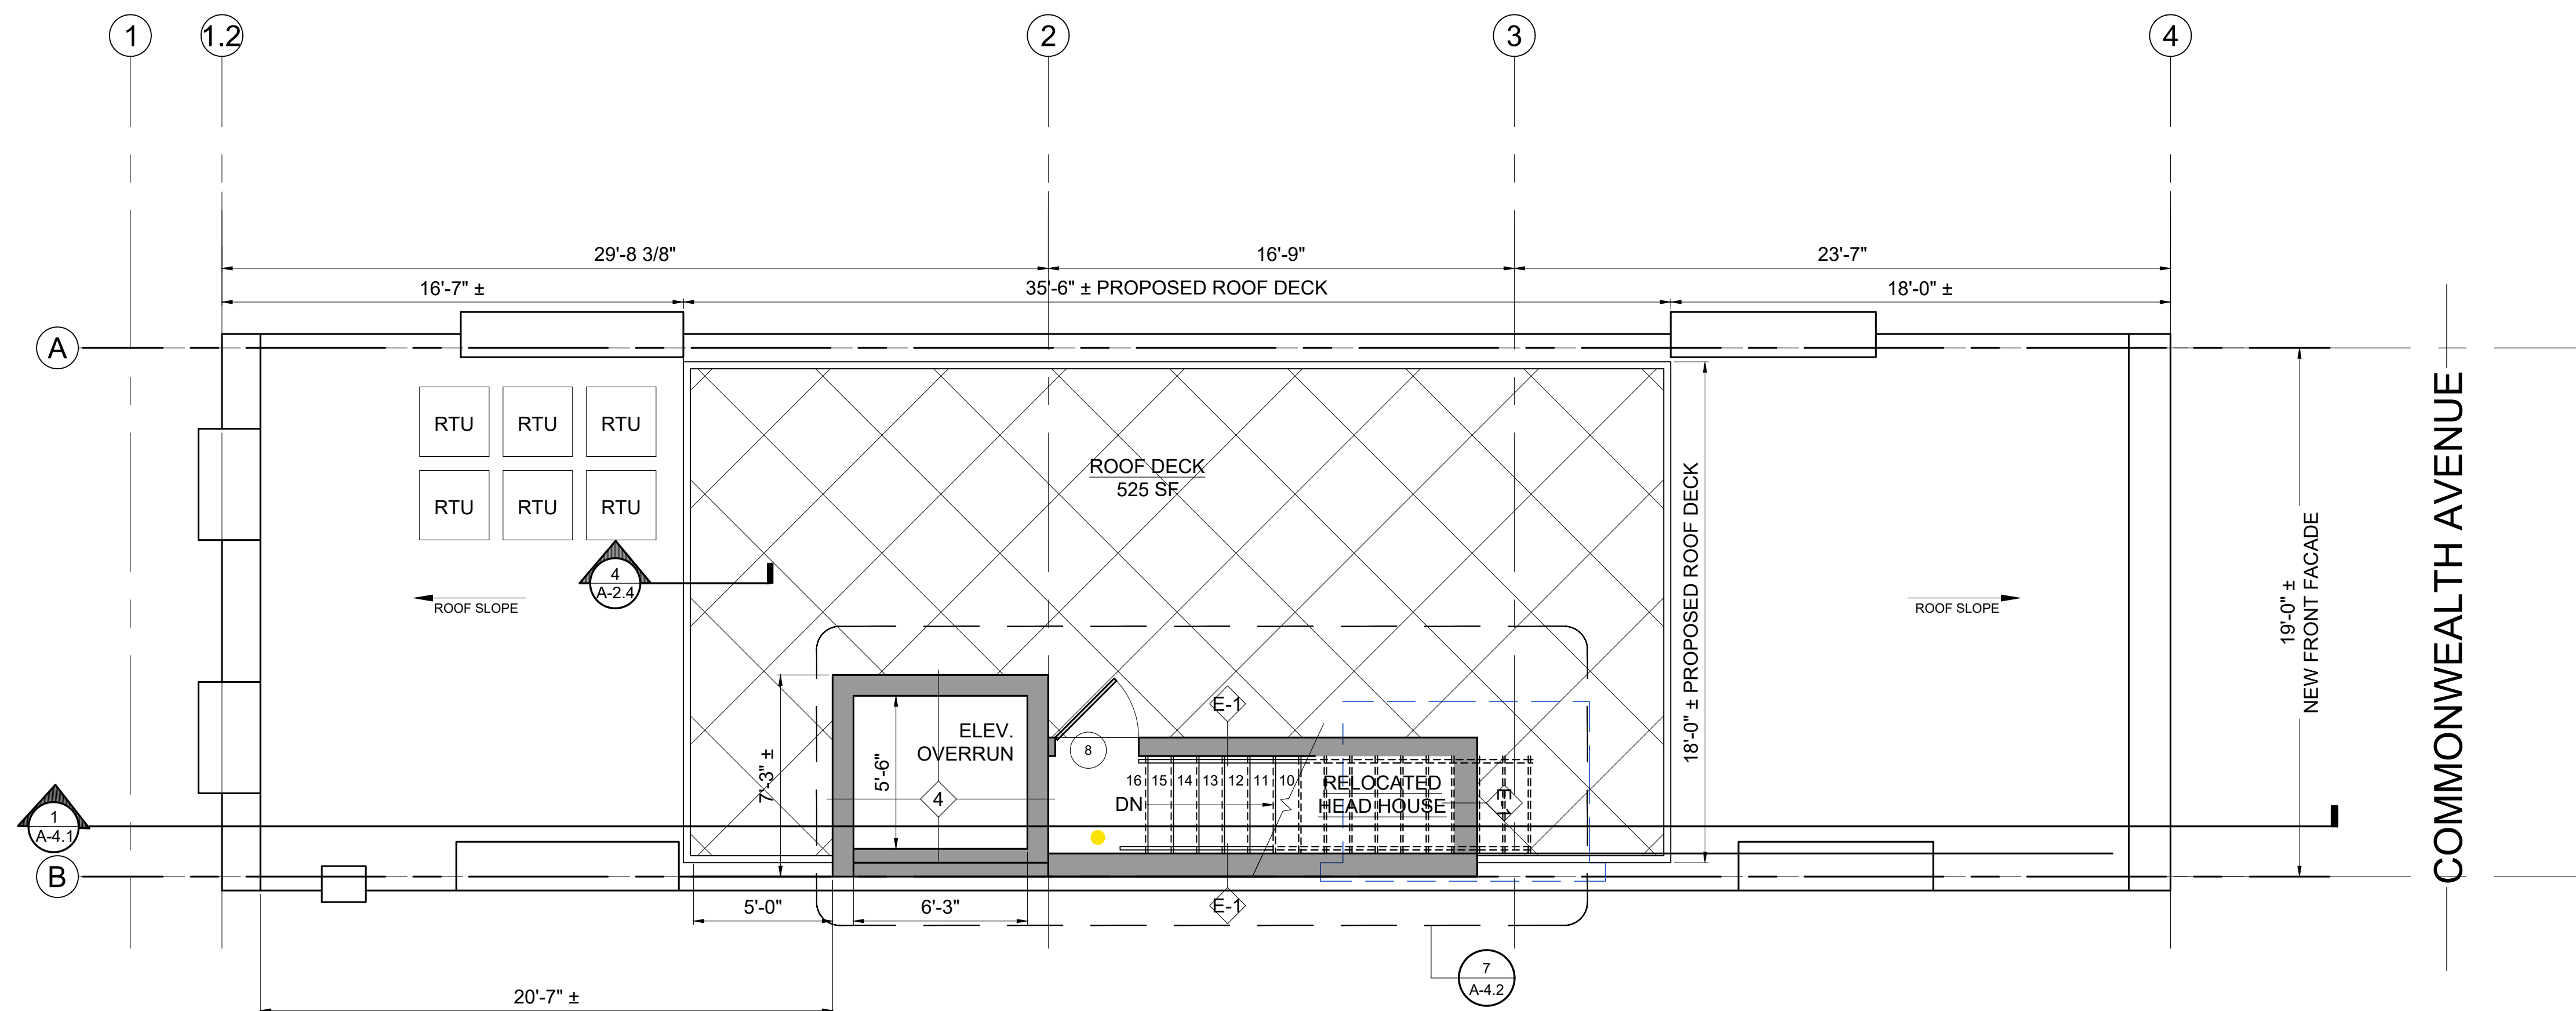 1
1.2
2
3
4
29'-8 3/8"
16'-9"
23'-7"
16'-7" ±
35'-6" ± PROPOSED ROOF DECK
18'-0" ±
A
RTU
RTU
RTU
RTU
RTU
RTU
ROOF DECK
525 SF
18'-0" ± PROPOSED ROOF DECK
19'-0" ±
NEW FRONT FACADE
COMMONWEALTH AVENUE
4
A-2.4
ROOF SLOPE
ROOF SLOPE
E-1
ELEV.
OVERRUN
8
7'-3" ±
5'-6"
4
16 15 14 13 12 11 10
DN
RELOCATED
HEAD HOUSE
E-1
1
A-4.1
B
5'-0"
6'-3"
E-1
7
A-4.2
20'-7" ±